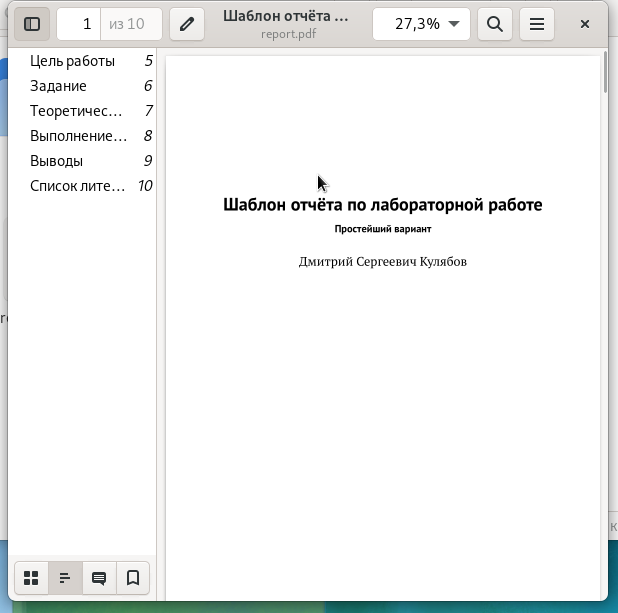 1 из 10
Шаблон отчёта ...
report.pdf
27,3%
Цель работы 5
Задание 6
Теоретичес... 7
Выполнение... 8
Выводы 9
Список лите... 10
Шаблон отчёта по лабораторной работе
Простейший вариант
Дмитрий Сергеевич Кулябов